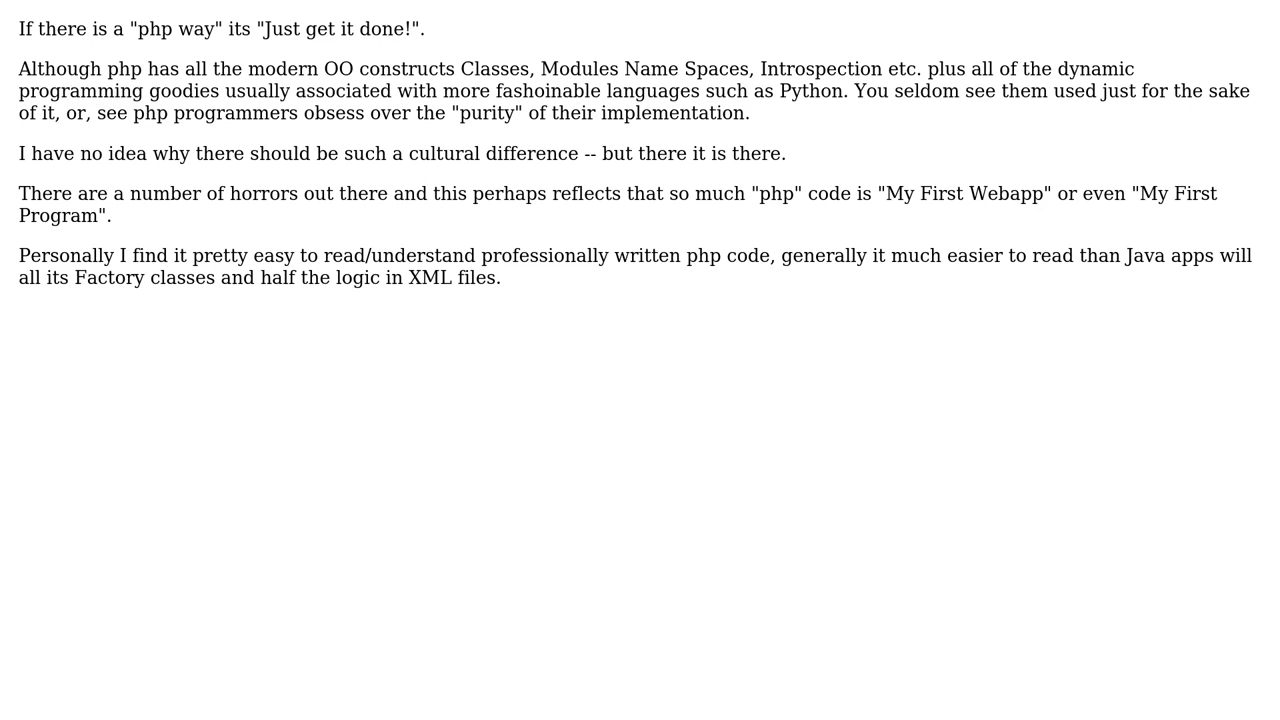 If there is a "php way" its "Just get it done!".
Although php has all the modern OO constructs Classes, Modules Name Spaces, Introspection etc. plus all of the dynamic
programming goodies usually associated with more fashoinable languages such as Python. You seldom see them used just for the sake
of it, or, see php programmers obsess over the "purity" of their implementation.
I have no idea why there should be such a cultural difference -- but there it is there.
There are a number of horrors out there and this perhaps reflects that so much "php" code is "My First Webapp" or even "My First
Program".
Personally I find it pretty easy to read/understand professionally written php code, generally it much easier to read than Java apps will
all its Factory classes and half the logic in XML files.